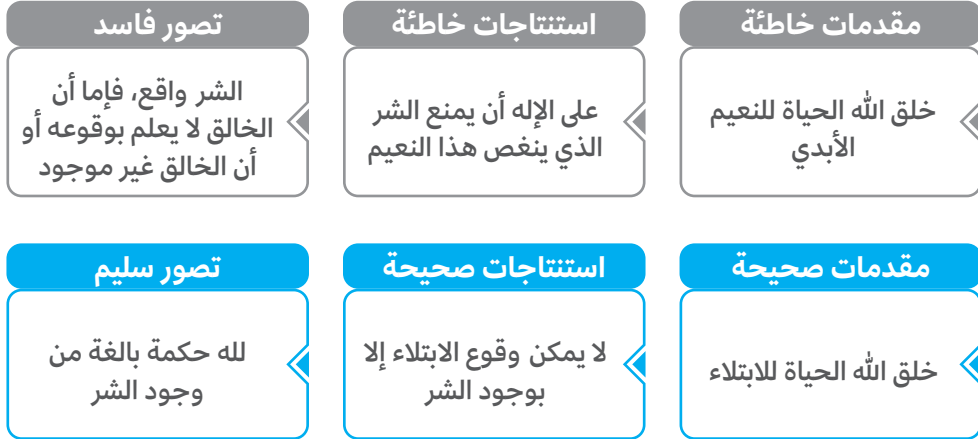 مقدمات خاطئة
خلق الله الحياة للنعيم
الأبدي
استنتاجات خاطئة
على الإله أن يمنع الشر
الذي ينغص هذا النعيم
تصور فاسد
الشر واقع، فإما أن
الخالق لا يعلم بوقوعه أو
أن الخالق غير موجود
مقدمات صحيحة
خلق الله الحياة للابتلاء
استنتاجات صحيحة
لا يمكن وقوع الابتلاء إلا
بوجود الشر
تصور سليم
لله حكمة بالغة من
وجود الشر